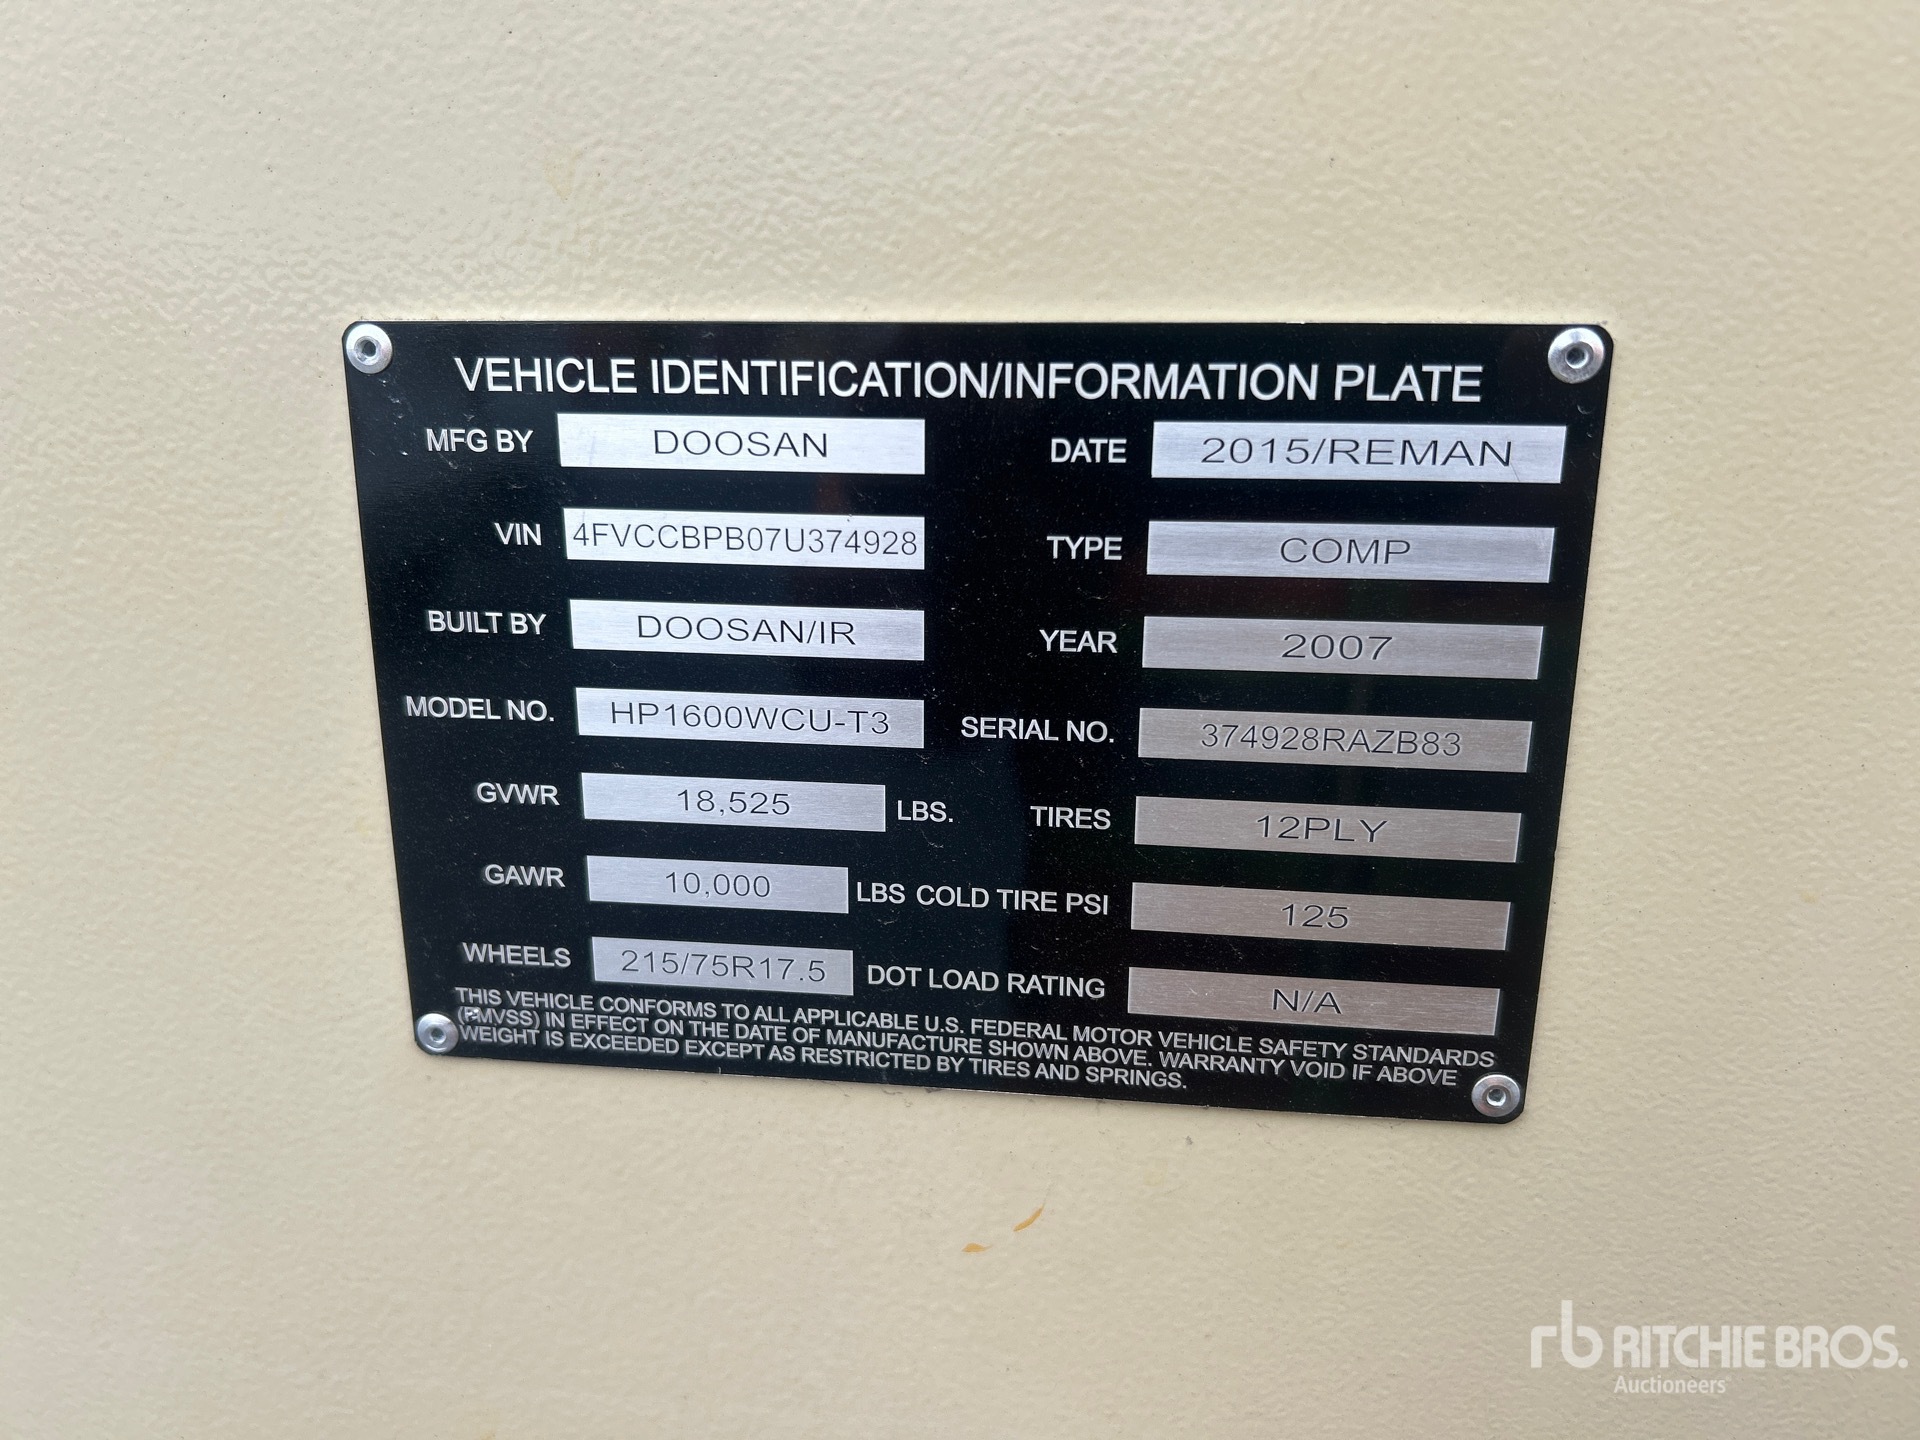 VEHICLE IDENTIFICATION/INFORMATION PLATE
MFG BY DOOSAN DATE 2015/REMAN
VIN 4FVCCBPB07U374928 TYPE COMP
BUILT BY DOOSAN/IR YEAR 2007
MODEL NO. HP1600WCU-T3 SERIAL NO. 374928RAZB83
GVWR 18,525 LBS. TIRES 12PLY
GAWR 10,000 LBS COLD TIRE PSI 125
WHEELS 215/75R17.5 DOT LOAD RATING N/A
THIS VEHICLE CONFORMS TO ALL APPLICABLE U.S. FEDERAL MOTOR VEHICLE SAFETY STANDARDS
(FMVSS) IN EFFECT ON THE DATE OF MANUFACTURE SHOWN ABOVE. WARRANTY VOID IF ABOVE
WEIGHT IS EXCEEDED EXCEPT AS RESTRICTED BY TIRES AND SPRINGS.
rb RITCHIE BROS.
Auctioneers